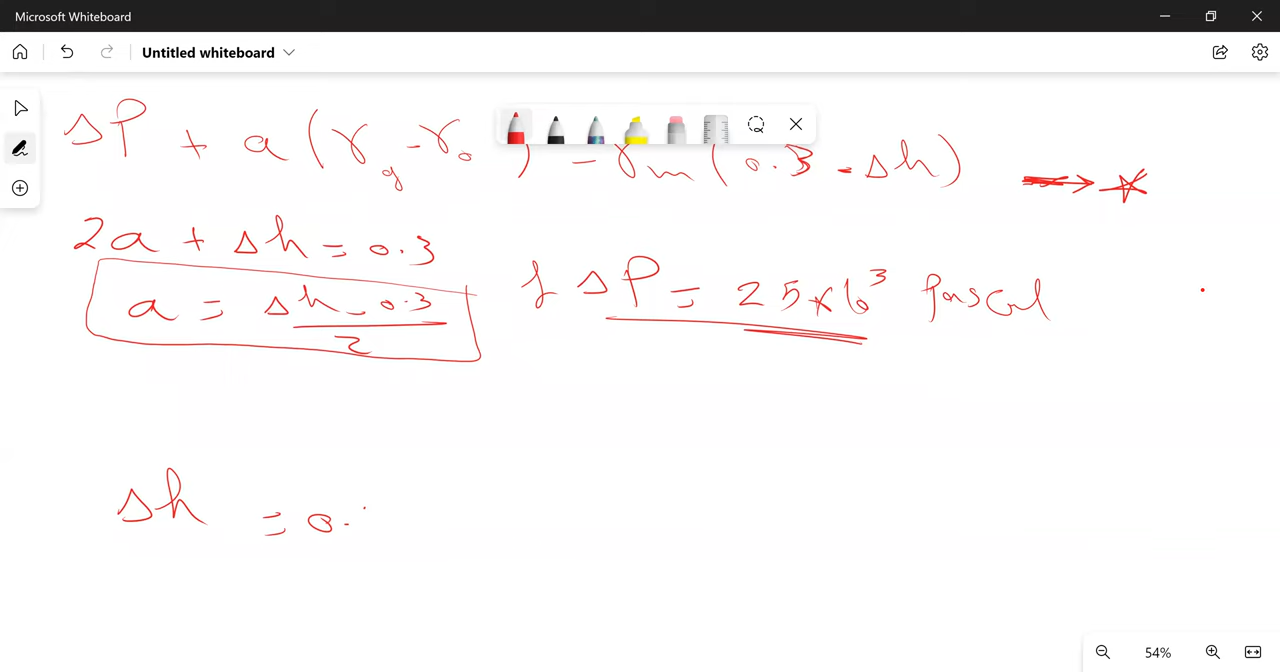 Microsoft Whiteboard
Untitled whiteboard
ΔP + a (γg - γo ) - γm (0.3 - Δh)
2a + Δh = 0.3
a = Δh - 0.3 / 2
& ΔP = 25 * 10³ Pascal
Δh = 0.
54%